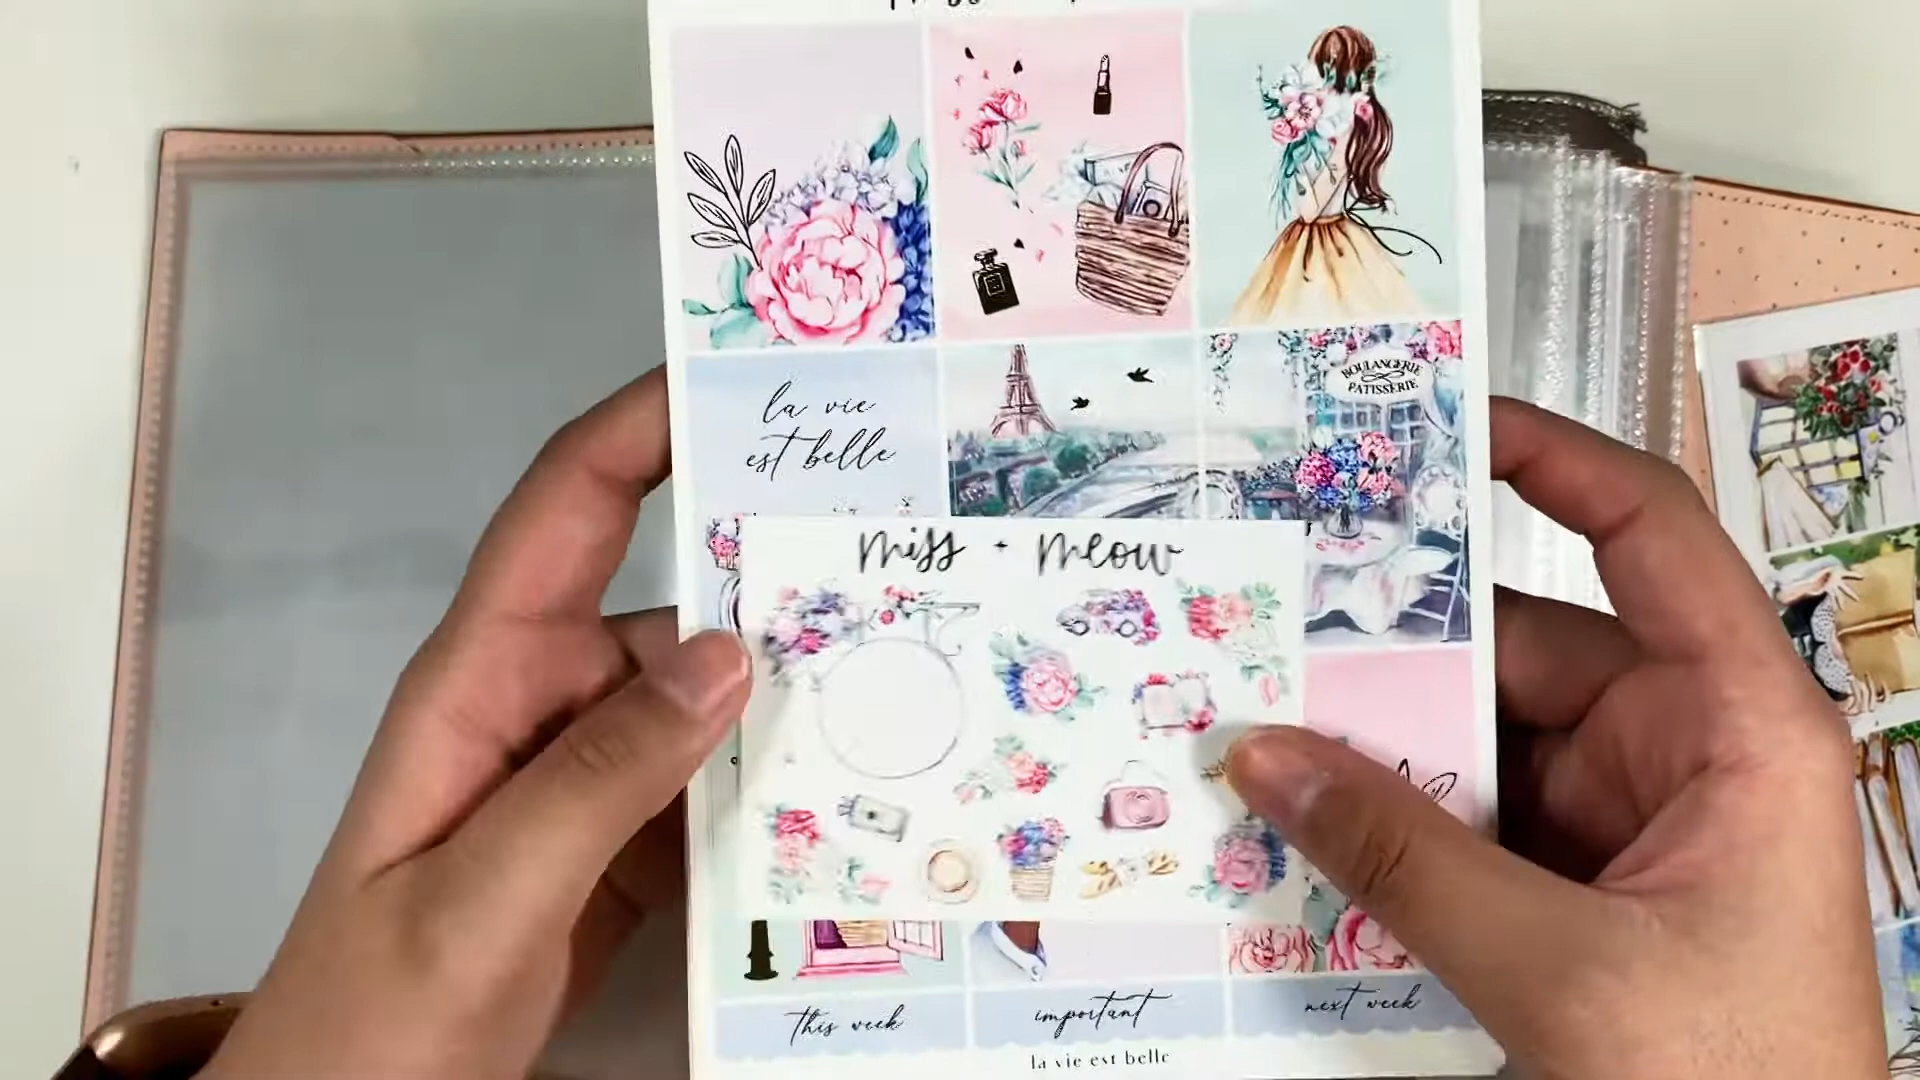 la vie
est belle
BOULANGERIE
PATISSERIE
miss + meow
this week
important
next week
la vie est belle